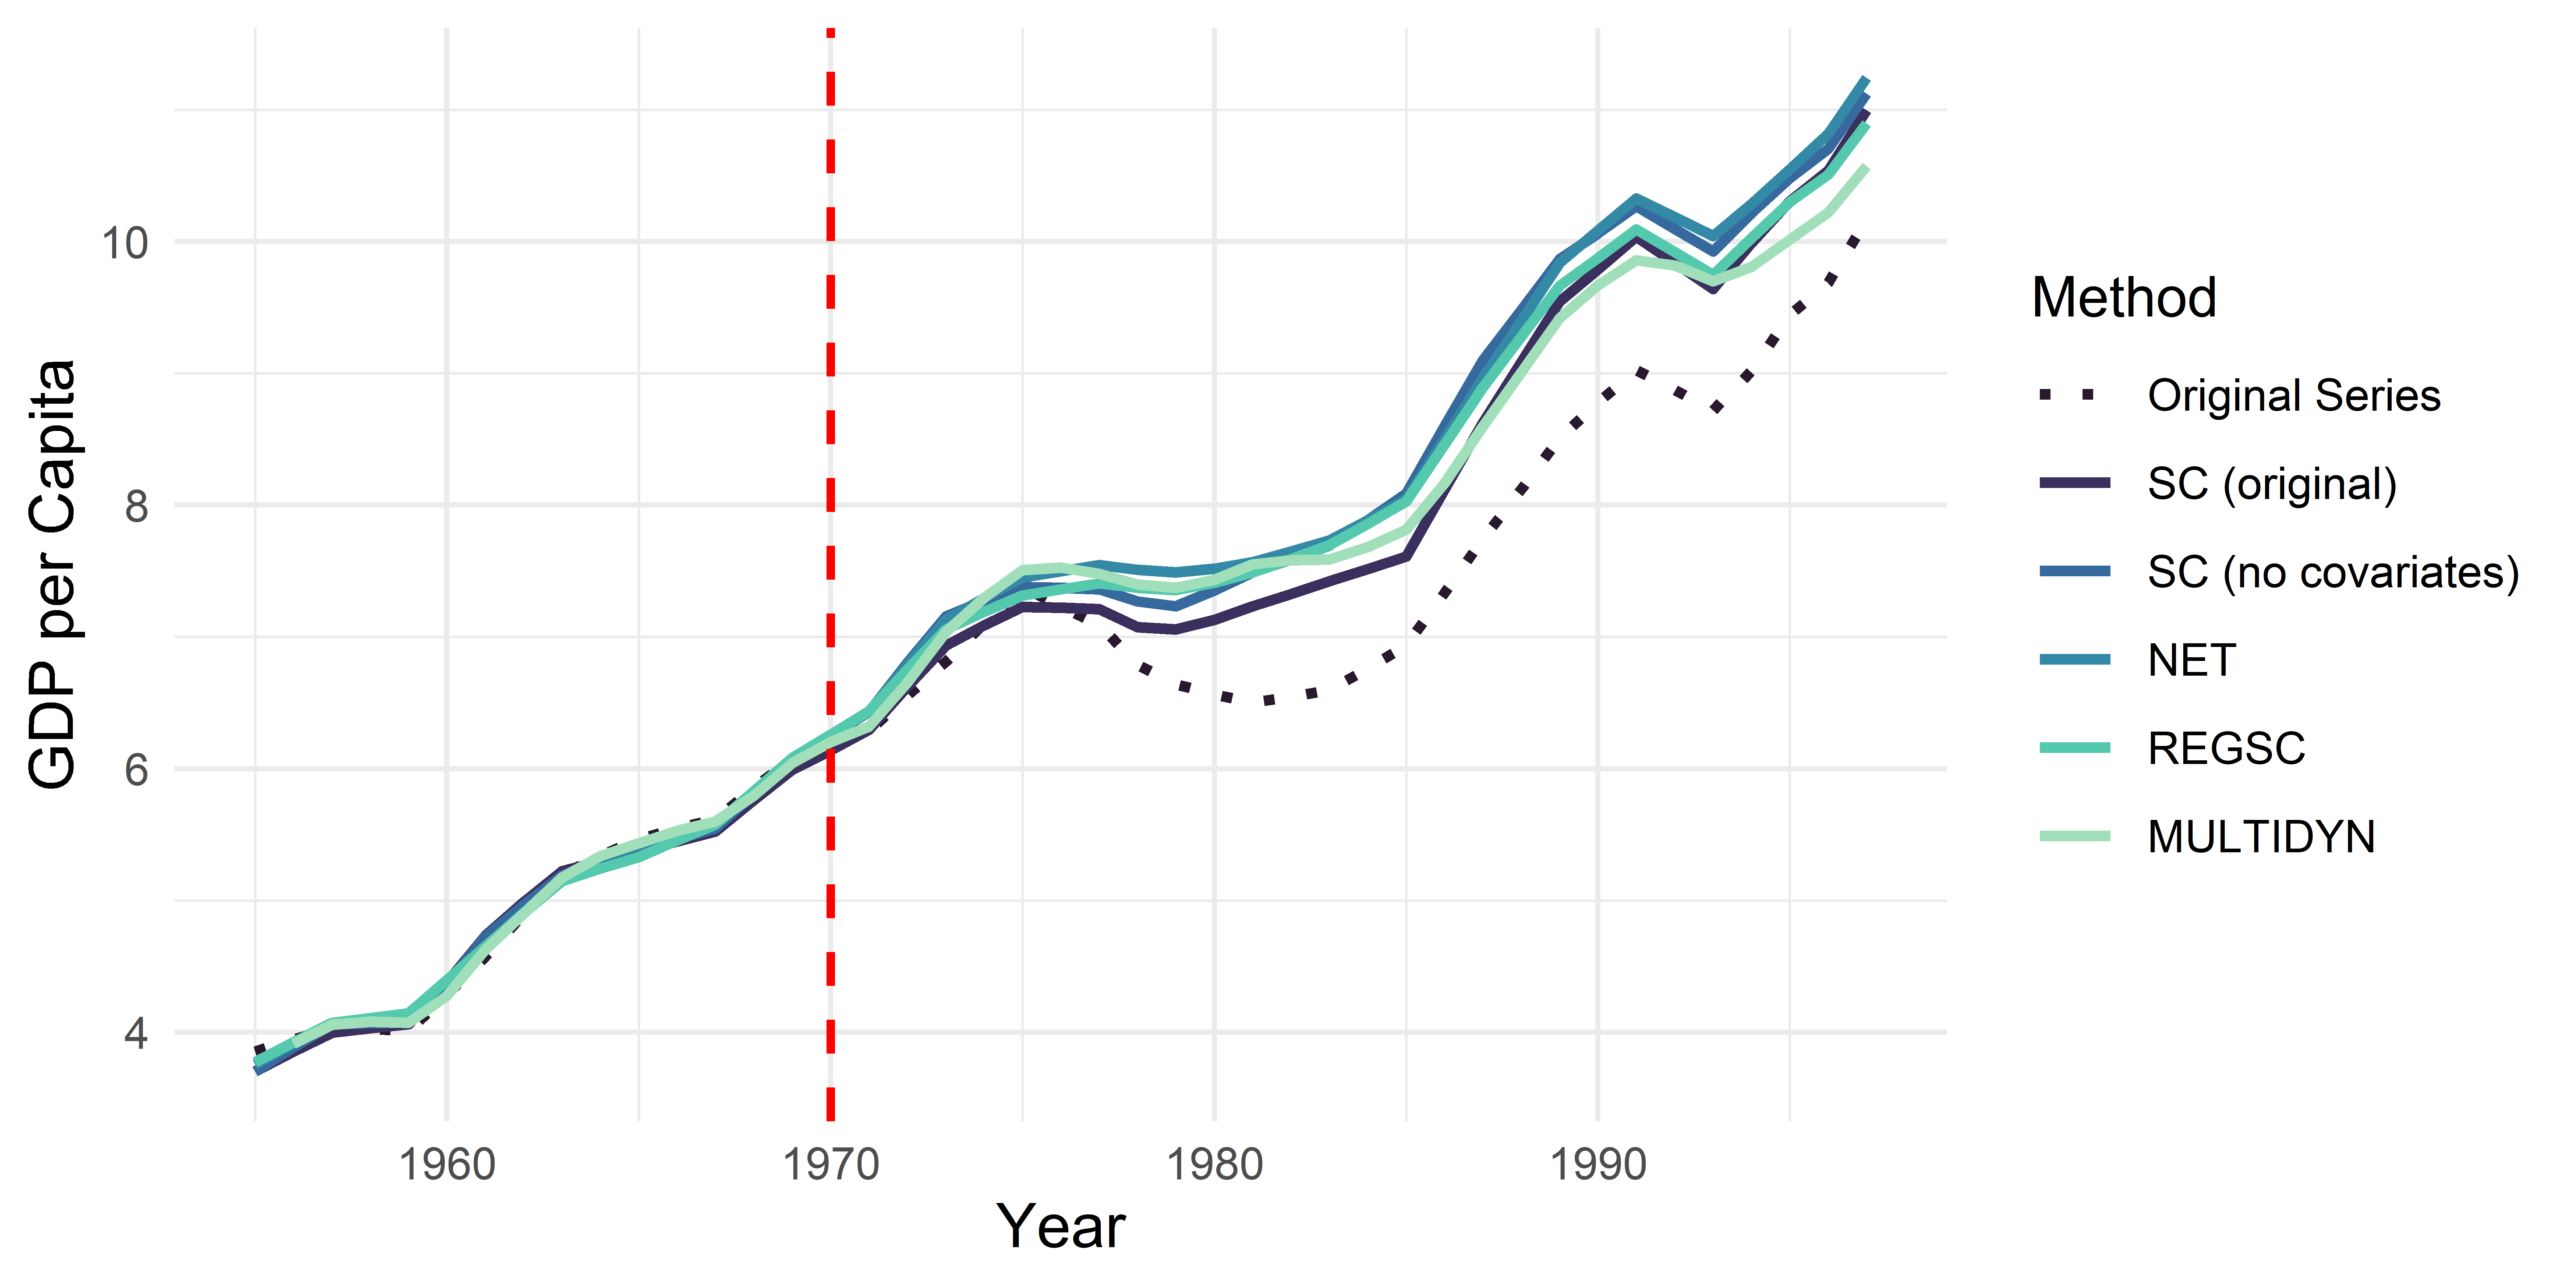 GDP per Capita
10
8
6
4
1960
1970
1980
1990
Year
Method
Original Series
SC (original)
SC (no covariates)
NET
REGSC
MULTIDYN